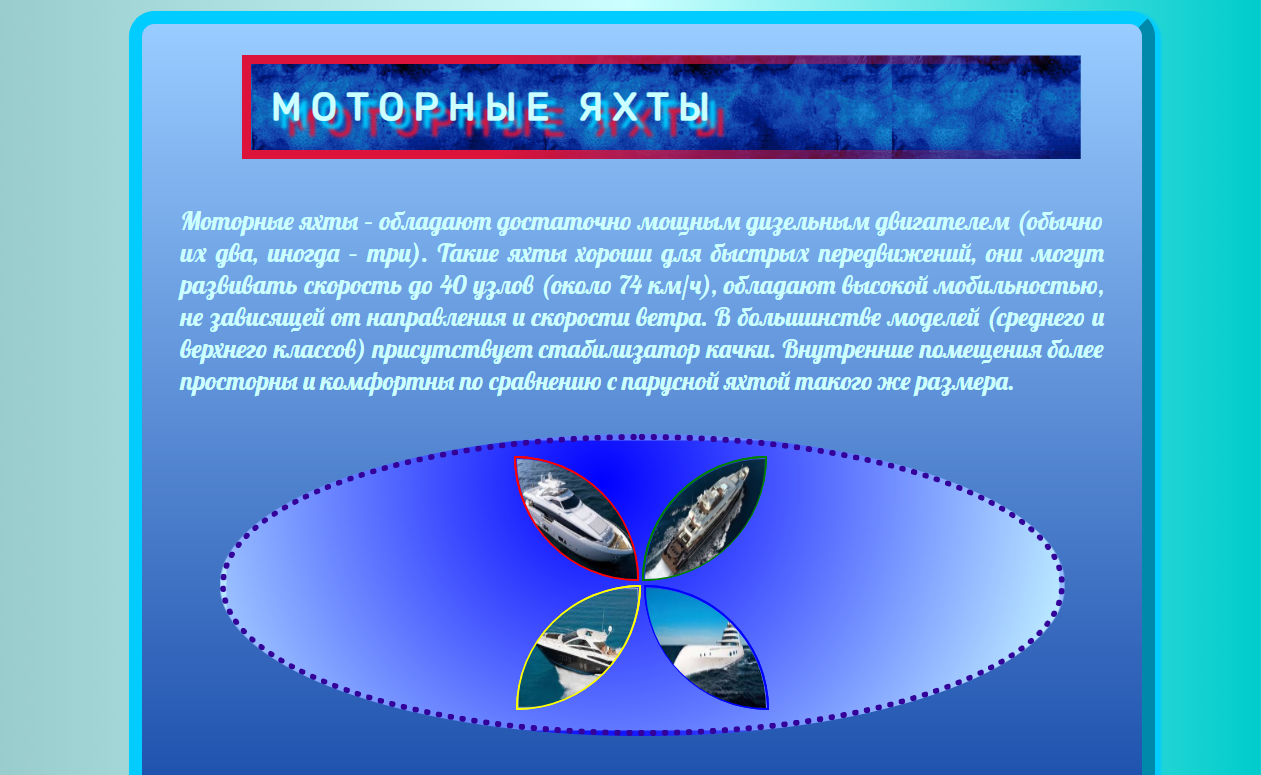 МОТОРНЫЕ ЯХТЫ
Моторные яхты – обладают достаточно мощным дизельным двигателем (обычно
их два, иногда – три). Такие яхты хороши для быстрых передвижений, они могут
развивать скорость до 40 узлов (около 74 км/ч), обладают высокой мобильностью,
не зависящей от направления и скорости ветра. В большинстве моделей (среднего и
верхнего классов) присутствует стабилизатор качки. Внутренние помещения более
просторны и комфортны по сравнению с парусной яхтой такого же размера.